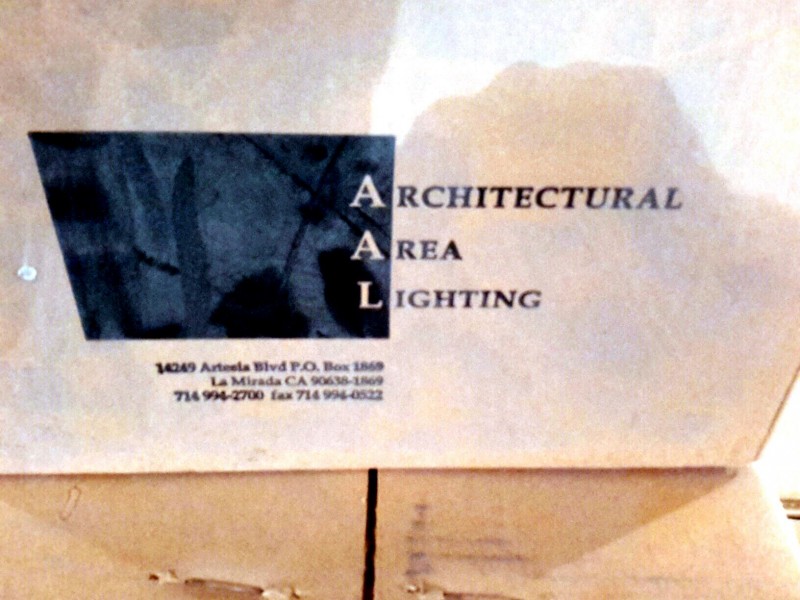 ARCHITECTURAL
AREA
LIGHTING
14249 Artesia Blvd P.O. Box 1869
La Mirada CA 90638-1869
714 994-2700 fax 714 994-0522